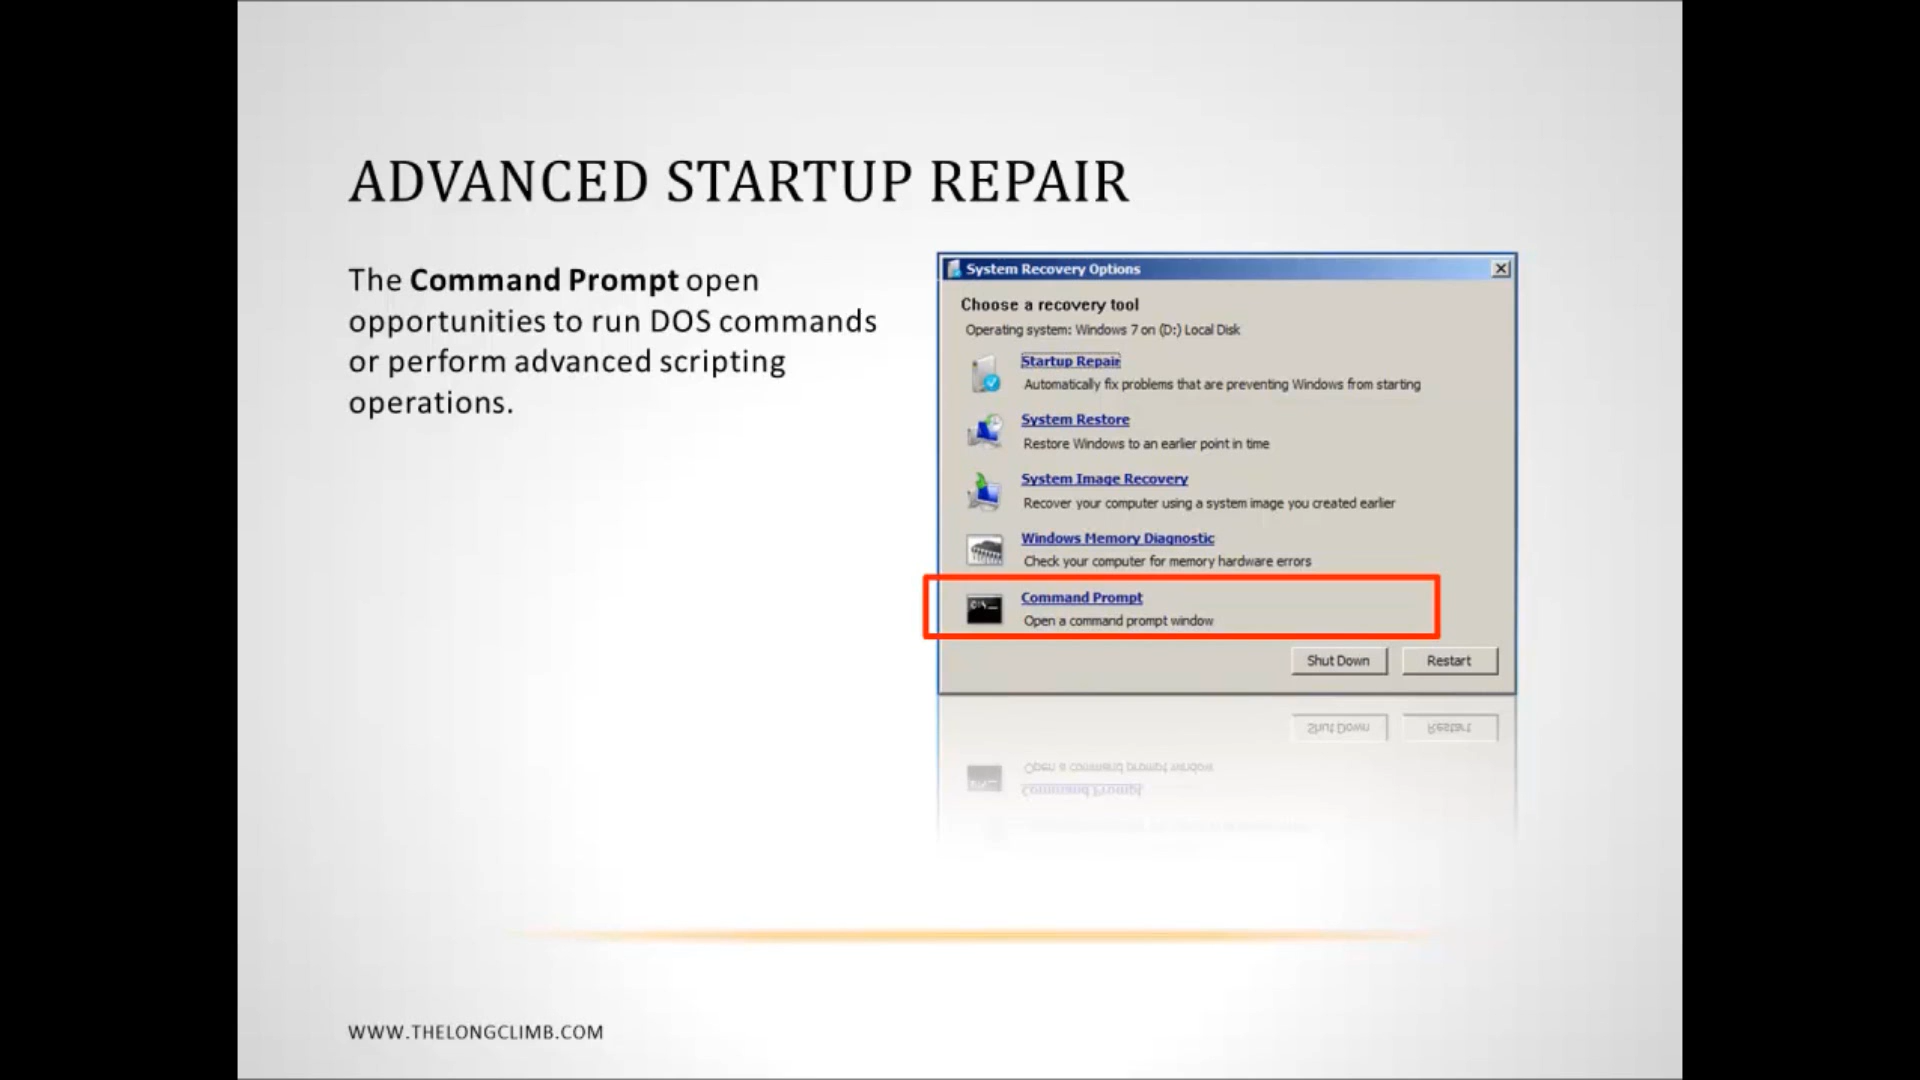 ADVANCED STARTUP REPAIR
The Command Prompt open
opportunities to run DOS commands
or perform advanced scripting
operations.
System Recovery Options
Choose a recovery tool
Operating system: Windows 7 on (D:) Local Disk
Startup Repair
Automatically fix problems that are preventing Windows from starting
System Restore
Restore Windows to an earlier point in time
System Image Recovery
Recover your computer using a system image you created earlier
Windows Memory Diagnostic
Check your computer for memory hardware errors
C:\_
Command Prompt
Open a command prompt window
Shut Down Restart
WWW.THELONGCLIMB.COM